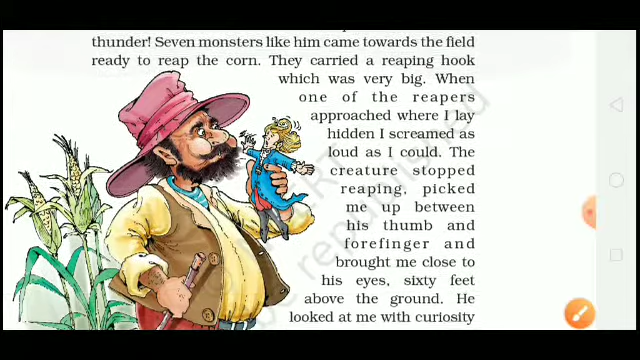 thunder! Seven monsters like him came towards the field
ready to reap the corn. They carried a reaping hook
which was very big. When
one of the reapers
approached where I lay
hidden I screamed as
loud as I could. The
creature stopped
reaping, picked
me up between
his thumb and
forefinger and
brought me close to
his eyes, sixty feet
above the ground. He
looked at me with curiosity